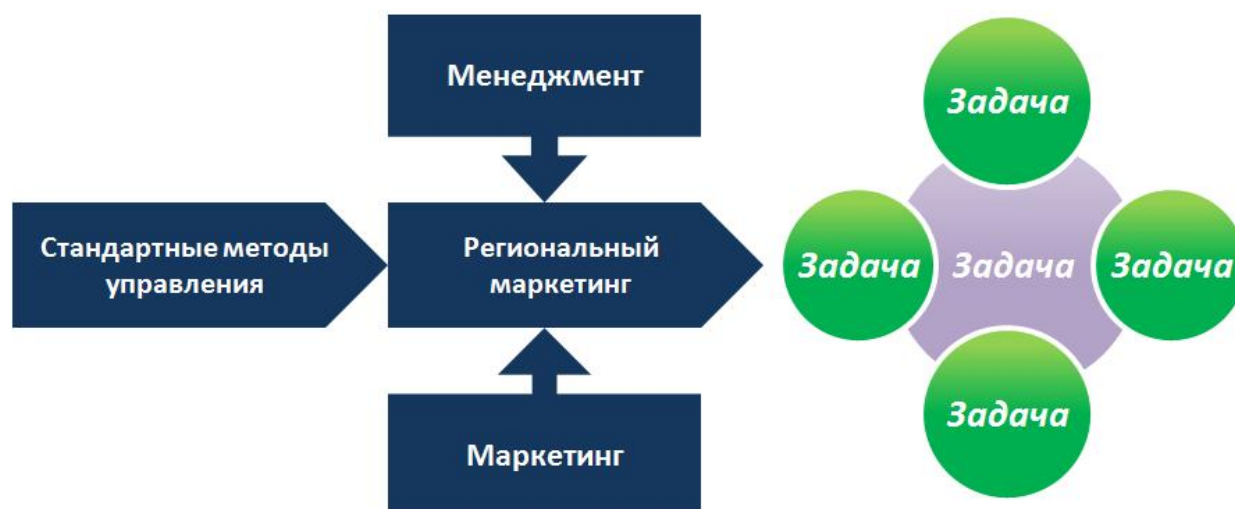 Менеджмент
Стандартные методы
управления
Региональный
маркетинг
Маркетинг
Задача
Задача
Задача
Задача
Задача